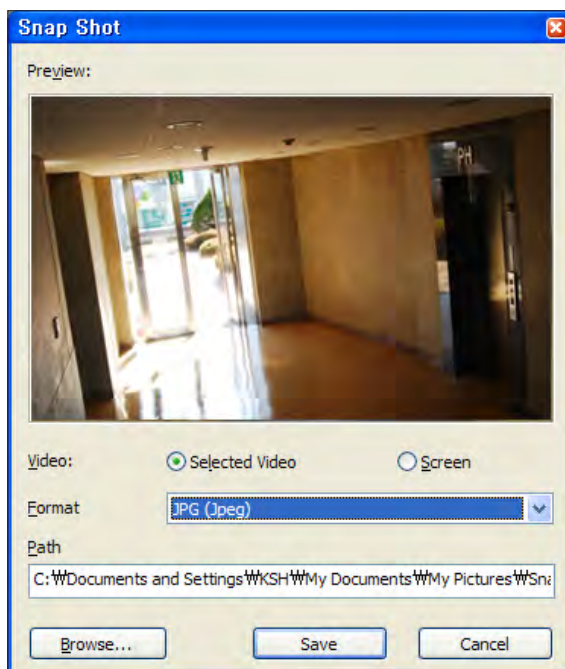 Snap Shot
Preview:
PH
Video:
Selected Video
Screen
Format
JPG (Jpeg)
Path
C:₩Documents and Settings₩KSH₩My Documents₩My Pictures₩Sna
Browse...
Save
Cancel